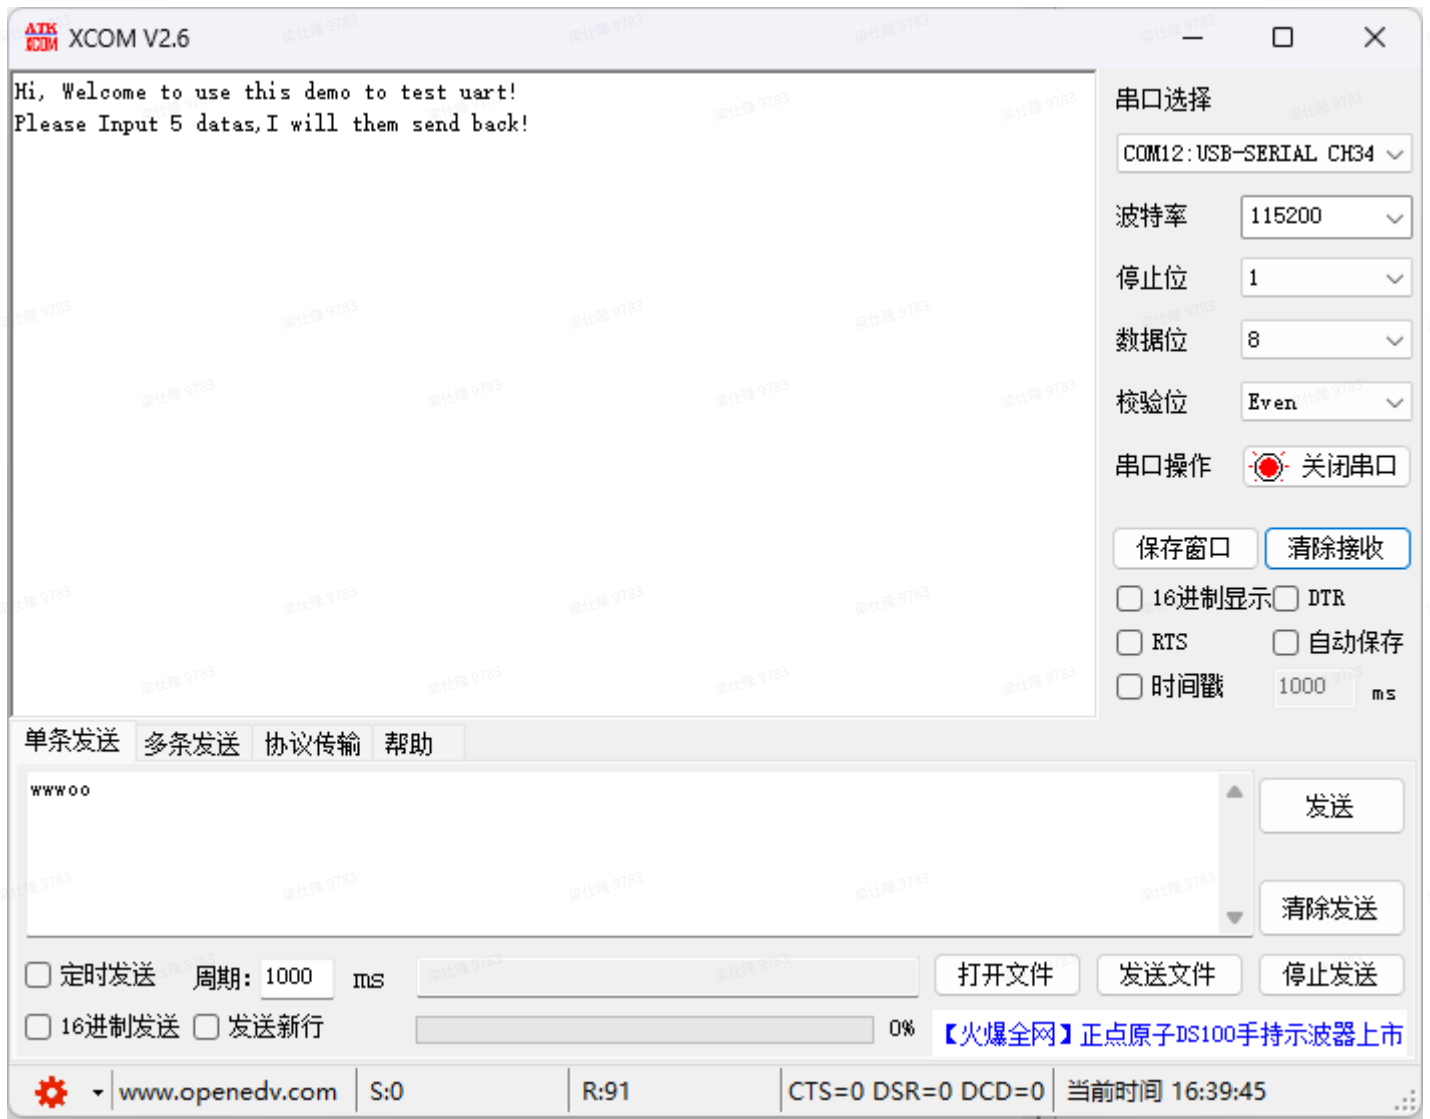 ATK XCOM XCOM V2.6
Hi, Welcome to use this demo to test uart!
Please Input 5 datas,I will them send back!
串口选择
COM12:USB-SERIAL CH34
波特率 115200
停止位 1
数据位 8
校验位 Even
串口操作 关闭串口
保存窗口 清除接收
16进制显示 DTR
RTS 自动保存
时间戳 1000 ms
单条发送 多条发送 协议传输 帮助
wwwoo
发送
清除发送
定时发送 周期: 1000 ms 打开文件 发送文件 停止发送
16进制发送 发送新行 0% 【火爆全网】正点原子DS100手持示波器上市
www.openedv.com S:0 R:91 CTS=0 DSR=0 DCD=0 当前时间 16:39:45
梁仕隆 9783